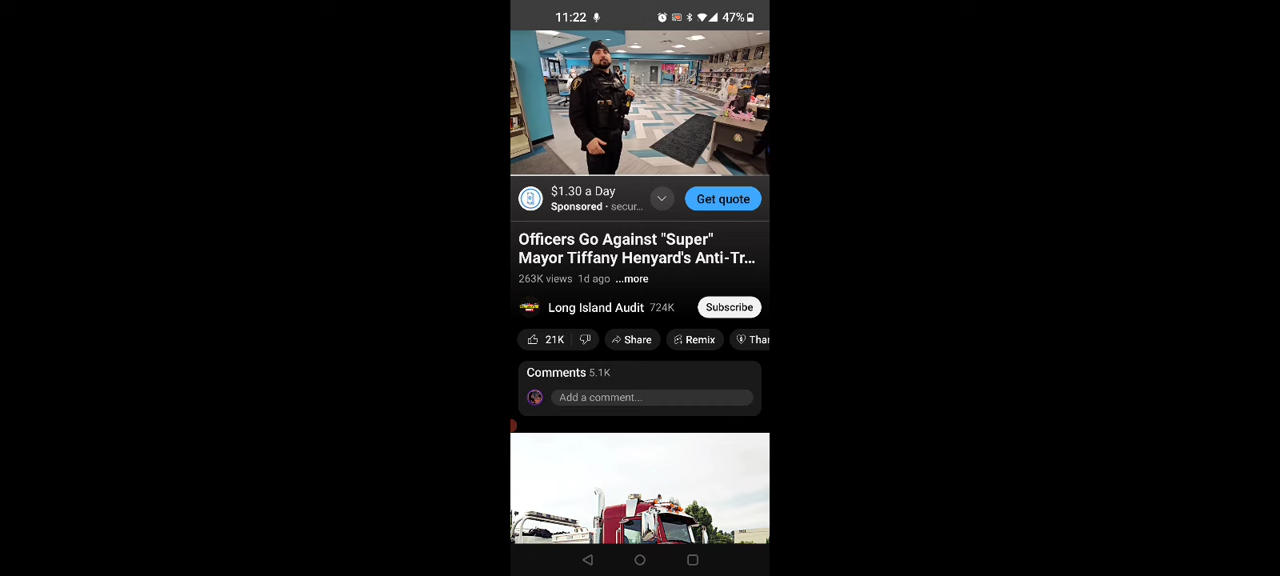 11:22
47%
$1.30 a Day
Sponsored • secur...
Get quote
Officers Go Against "Super"
Mayor Tiffany Henyard's Anti-Tr...
263K views 1d ago ...more
Long Island Audit 724K
Subscribe
21K
Share
Remix
Than
Comments 5.1K
Add a comment...